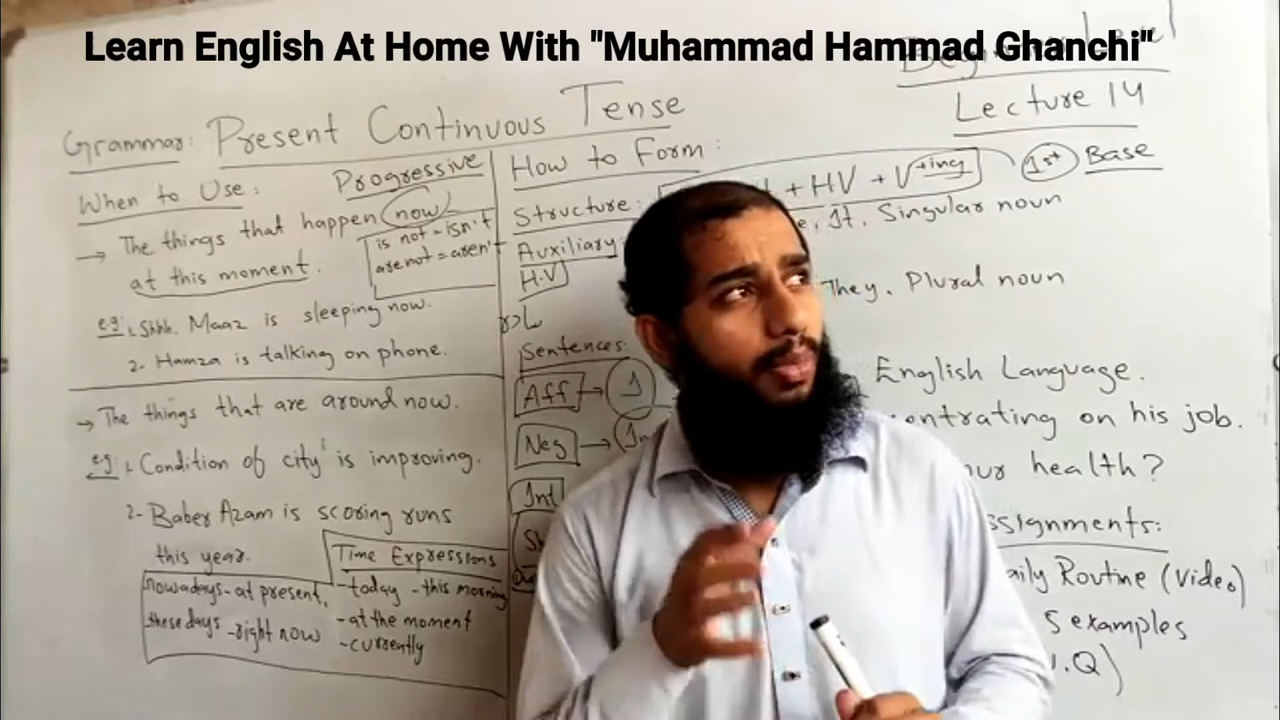 Learn English At Home With "Muhammad Hammad Ghanchi"
Lecture 14
Grammar: Present Continuous Tense
Progressive
When to Use:
→ The things that happen now
at this moment.
is not = isn't
are not = aren't
eg: 1. Shhh. Maaz is sleeping now.
2- Hamza is talking on phone.
→ The things that are around now.
eg: 1. Condition of city is improving.
2- Baber Azam is scoring runs
this year.
Time Expressions
nowadays - at present,
these days - right now
- today - this morning
- at the moment
- currently
How to Form:
Structure:
+ HV + V+ing
1st Base
Auxiliary:
H.V
It, Singular noun
They, Plural noun
Sentences:
Aff → 1
Neg →
Int
English Language.
on his job.
health?
Routine (Video)
5 examples